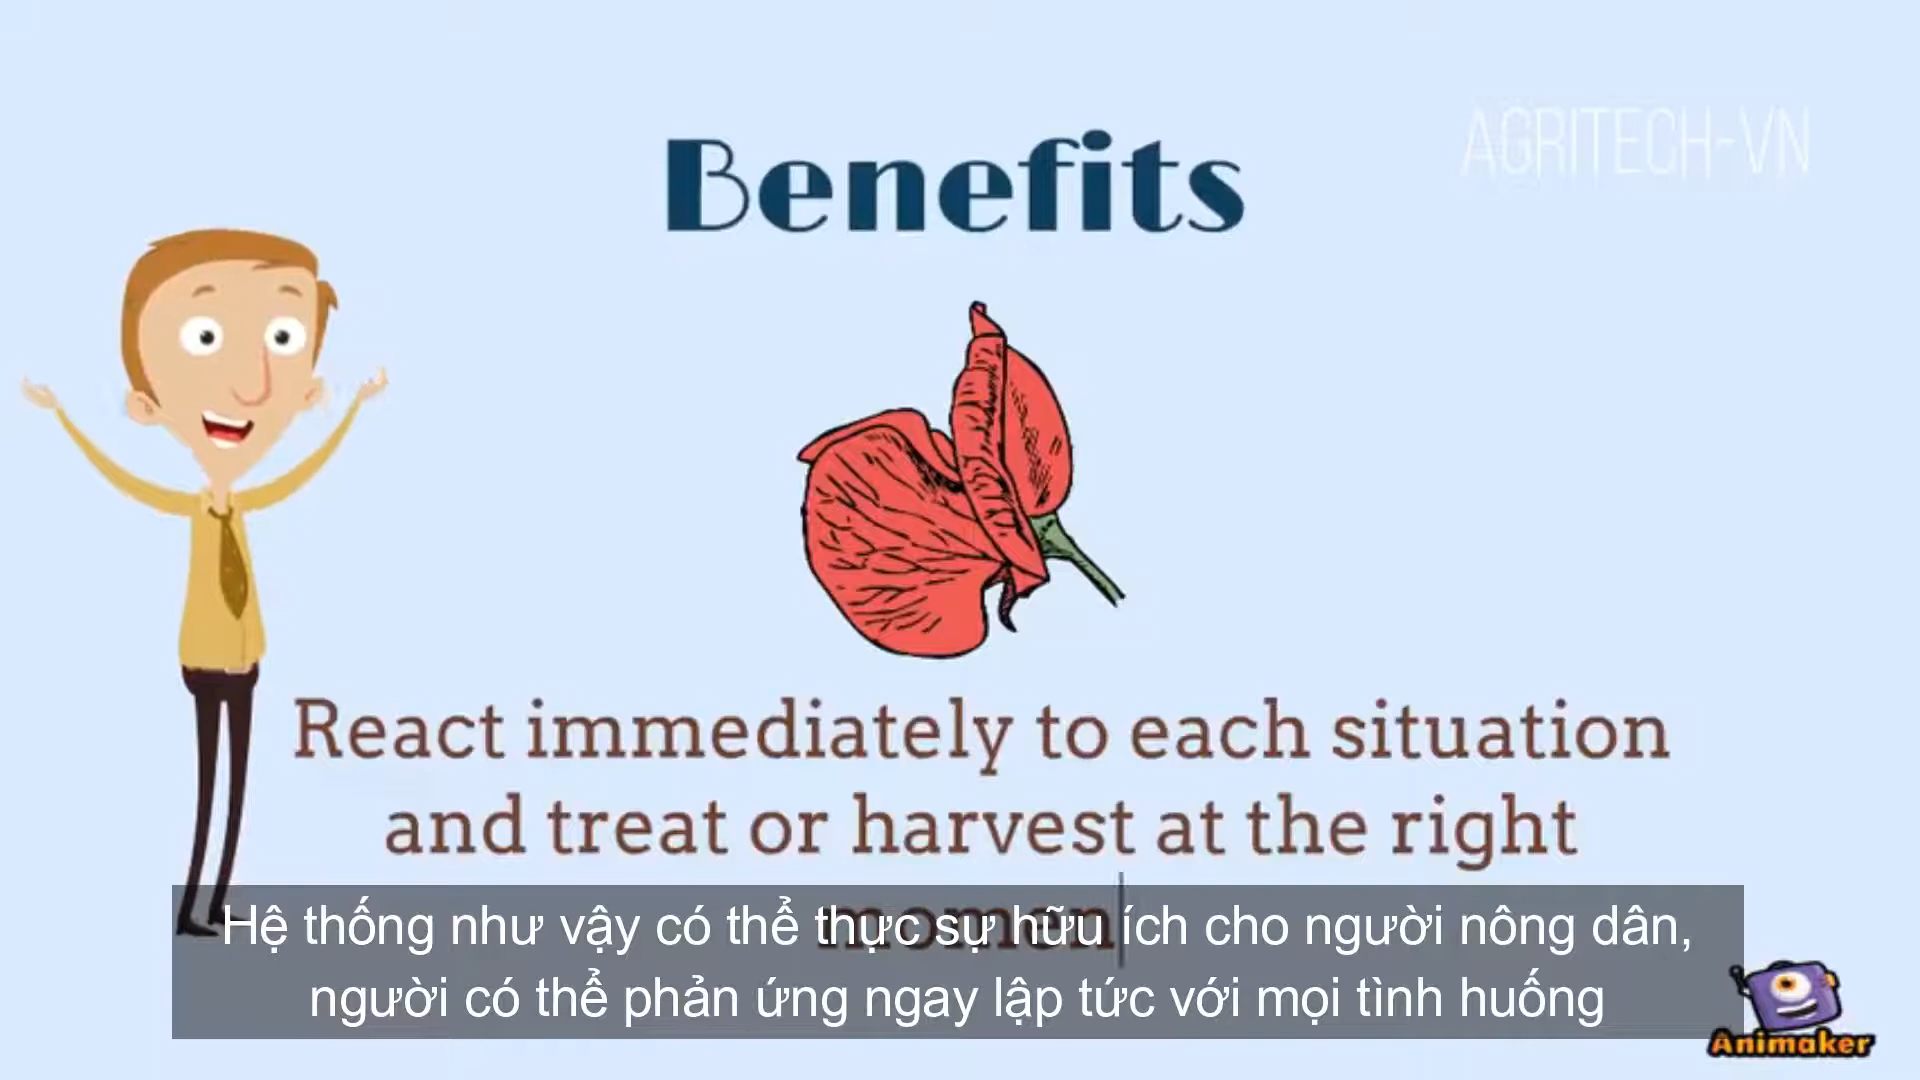 AGRITECH-VN
Benefits
React immediately to each situation
and treat or harvest at the right
momen
Hệ thống như vậy có thể thực sự hữu ích cho người nông dân,
người có thể phản ứng ngay lập tức với mọi tình huống
Animaker